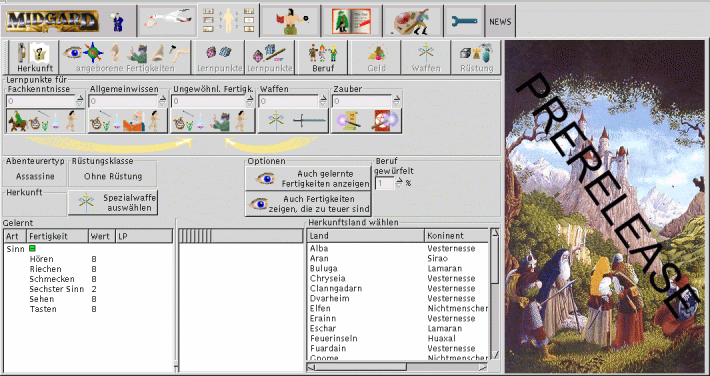 MIDGARD
NEWS
Herkunft
angeborene Fertigkeiten
Lernpunkte
Lernpunkte
Beruf
Geld
Waffen
Rüstung
Lernpunkte für
Fachkenntnisse Allgemeinwissen Ungewöhnl. Fertigk. Waffen Zauber
0 0 0 0 0
Abenteurertyp Rüstungsklasse
Assassine Ohne Rüstung
Herkunft
Spezialwaffe
auswählen
Optionen
Auch gelernte
Fertigkeiten anzeigen
Auch Fertigkeiten
zeigen, die zu teuer sind
Beruf
gewürfelt
1 %
Gelernt
Art Fertigkeit Wert LP
Sinn
Hören 8
Riechen 8
Schmecken 8
Sechster Sinn 2
Sehen 8
Tasten 8
Herkunftsland wählen
Land Koninent
Alba Vesternesse
Aran Sirao
Buluga Lamaran
Chryseia Vesternesse
Clanngadarn Vesternesse
Dvarheim Vesternesse
Elfen Nichtmenscher
Erainn Vesternesse
Eschar Lamaran
Feuerinseln Huaxal
Fuardain Vesternesse
Gnome Nichtmenscher
PRERELEASE